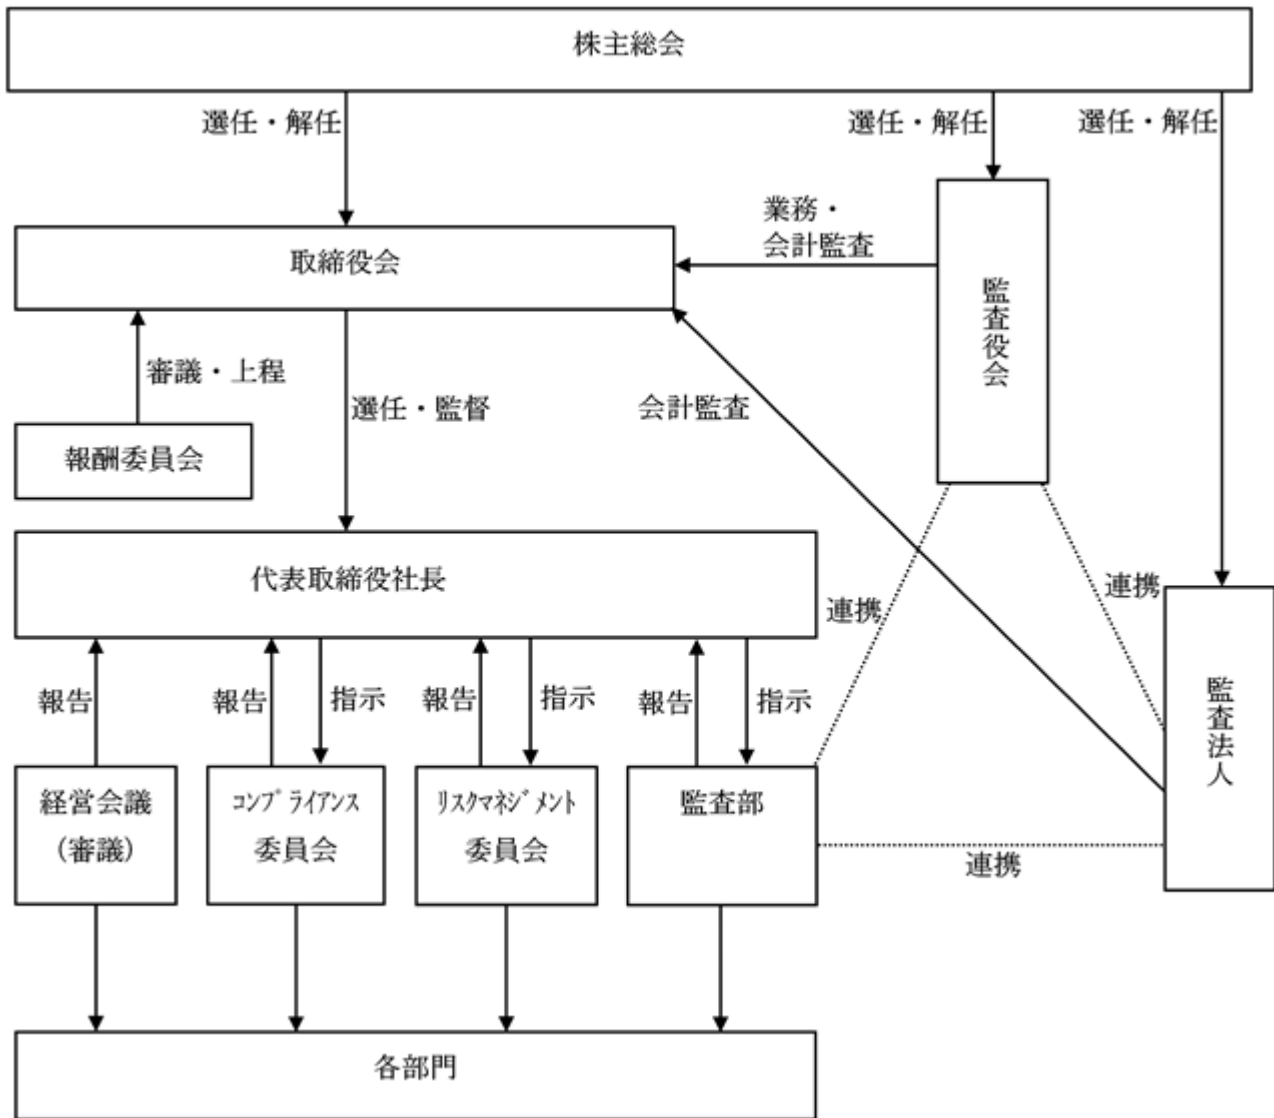 株主総会
選任・解任
選任・解任
選任・解任
業務・
会計監査
取締役会
監査役会
審議・上程
選任・監督
会計監査
報酬委員会
代表取締役社長
連携
連携
監査法人
報告
報告
指示
報告
指示
報告
指示
経営会議
(審議)
ｺﾝﾌﾟﾗｲｱﾝｽ
委員会
ﾘｽｸﾏﾈｼﾞﾒﾝﾄ
委員会
監査部
連携
各部門